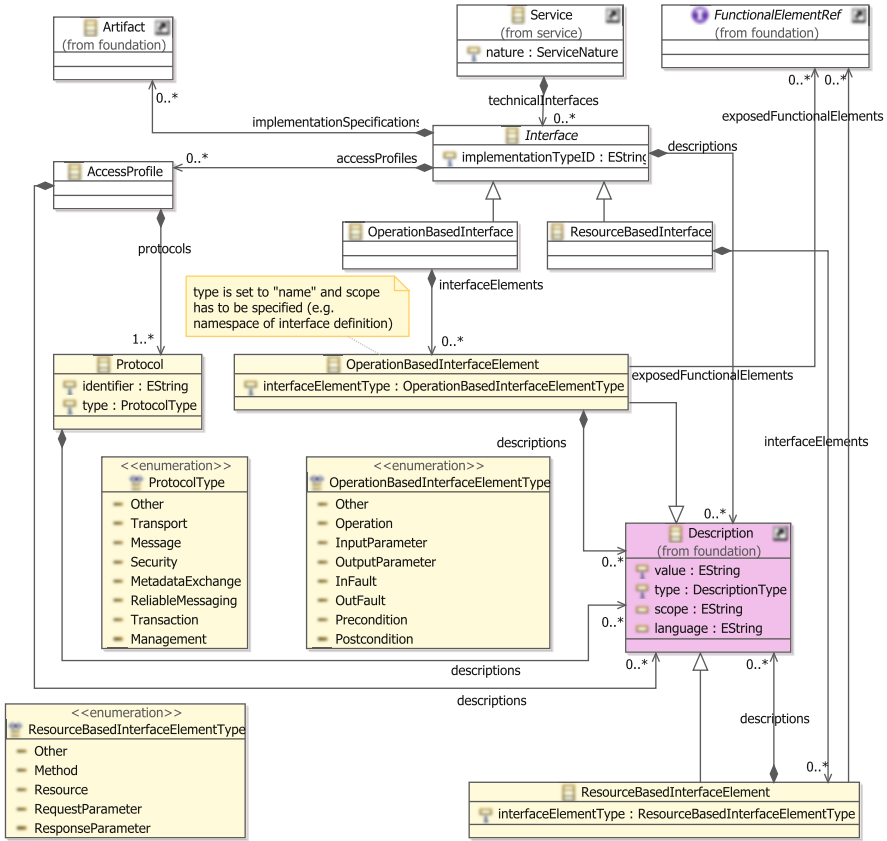 Artifact
(from foundation)
Service
(from service)
nature : ServiceNature
FunctionalElementRef
(from foundation)
0..*
0..*
0..*
technicalInterfaces
0..*
exposedFunctionalElements
implementationSpecifications
Interface
implementationTypeID : EString
descriptions
accessProfiles
0..*
AccessProfile
protocols
OperationBasedInterface
ResourceBasedInterface
interfaceElements
type is set to "name" and scope
has to be specified (e.g.
namespace of interface definition)
1..*
0..*
Protocol
identifier : EString
type : ProtocolType
OperationBasedInterfaceElement
interfaceElementType : OperationBasedInterfaceElementType
exposedFunctionalElements
descriptions
interfaceElements
<<enumeration>>
ProtocolType
Other
Transport
Message
Security
MetadataExchange
ReliableMessaging
Transaction
Management
<<enumeration>>
OperationBasedInterfaceElementType
Other
Operation
InputParameter
OutputParameter
InFault
OutFault
Precondition
Postcondition
0..*
Description
(from foundation)
value : EString
type : DescriptionType
scope : EString
language : EString
0..*
0..*
0..*
0..*
descriptions
descriptions
descriptions
0..*
<<enumeration>>
ResourceBasedInterfaceElementType
Other
Method
Resource
RequestParameter
ResponseParameter
ResourceBasedInterfaceElement
interfaceElementType : ResourceBasedInterfaceElementType